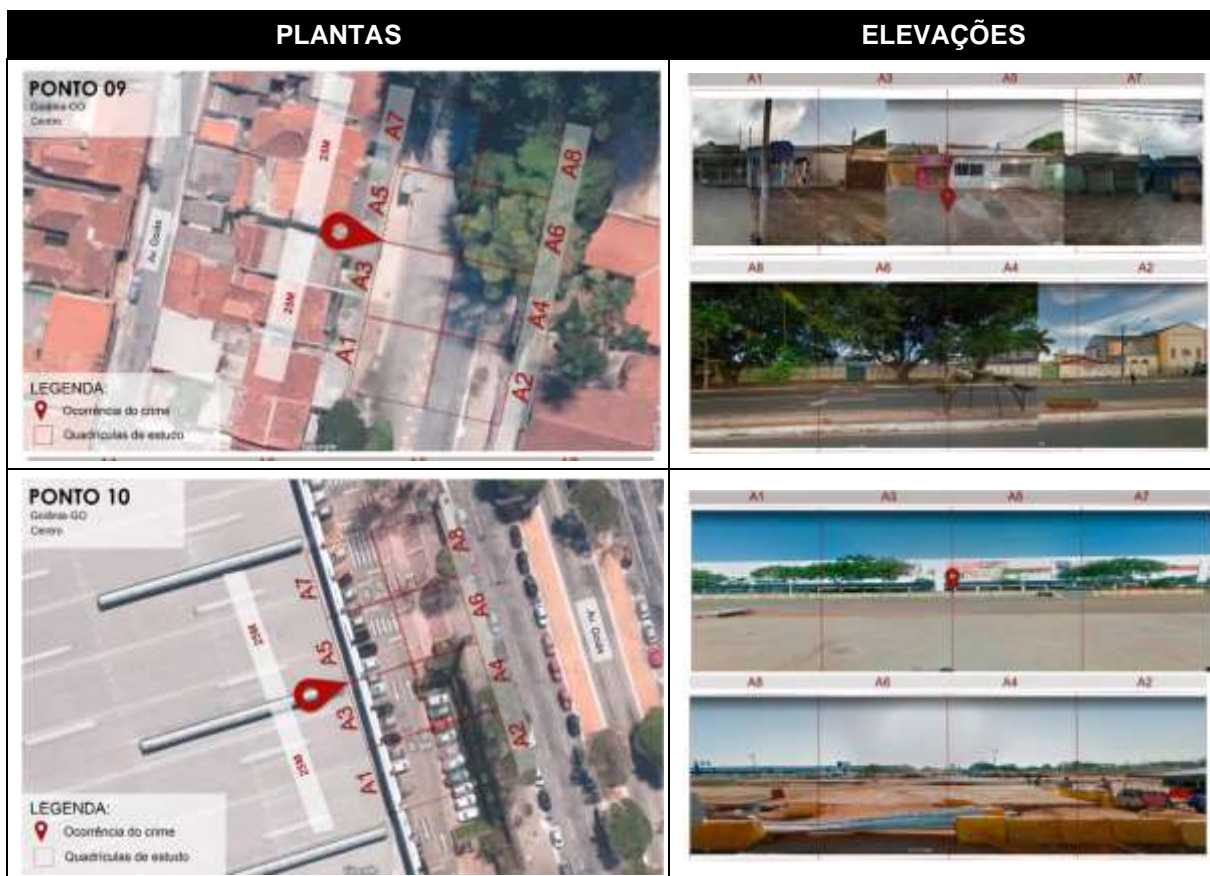 PLANTAS
ELEVAÇÕES
PONTO 09
Goiânia-GO
Centro
Av. Goiás
25M
25M
A7
A5
A3
A1
A8
A6
A4
A2
LEGENDA:
Ocorrência do crime
Quadrículas de estudo
A1 A3 A5 A7
A8 A6 A4 A2
PONTO 10
Goiânia-GO
Centro
25M
25M
A7
A5
A3
A1
A8
A6
A4
A2
Av. Goiás
LEGENDA:
Ocorrência do crime
Quadrículas de estudo
A1 A3 A5 A7
A8 A6 A4 A2